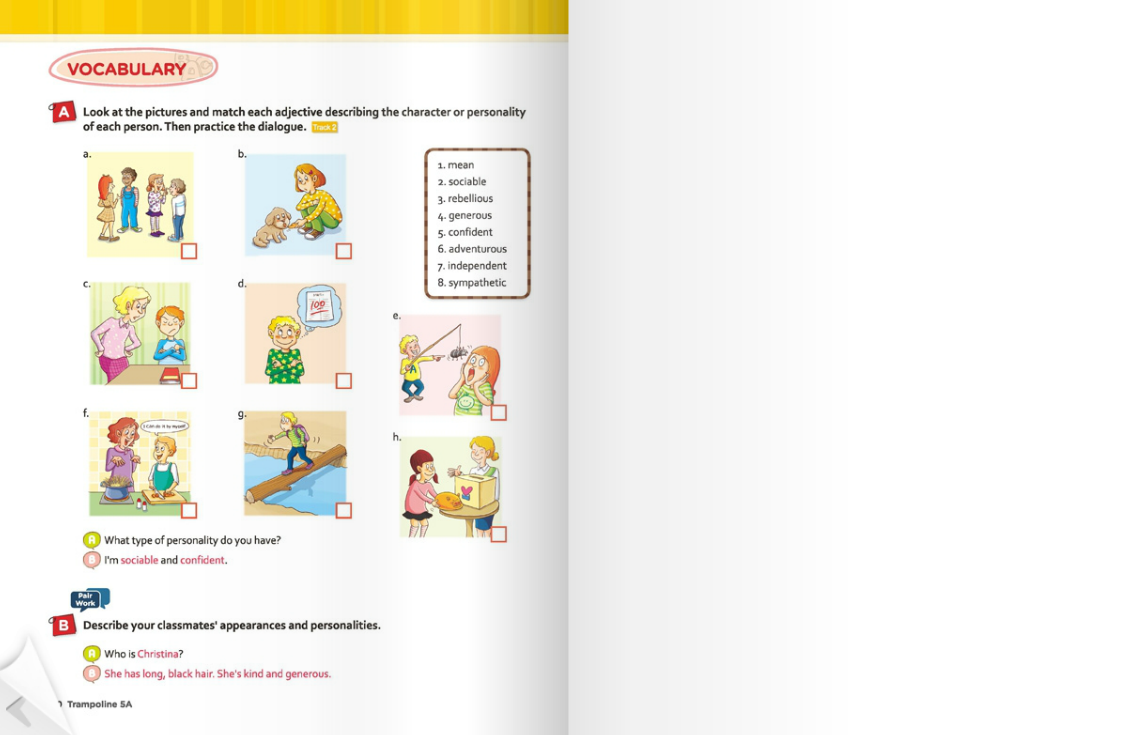 VOCABULARY
A Look at the pictures and match each adjective describing the character or personality
of each person. Then practice the dialogue. Track 2
a.
b.
1. mean
2. sociable
3. rebellious
4. generous
5. confident
6. adventurous
7. independent
8. sympathetic
c.
d.
100
e.
A
f.
I can do it by myself.
g.
h.
A What type of personality do you have?
B I'm sociable and confident.
Pair
Work
B Describe your classmates' appearances and personalities.
A Who is Christina?
B She has long, black hair. She's kind and generous.
Trampoline 5A